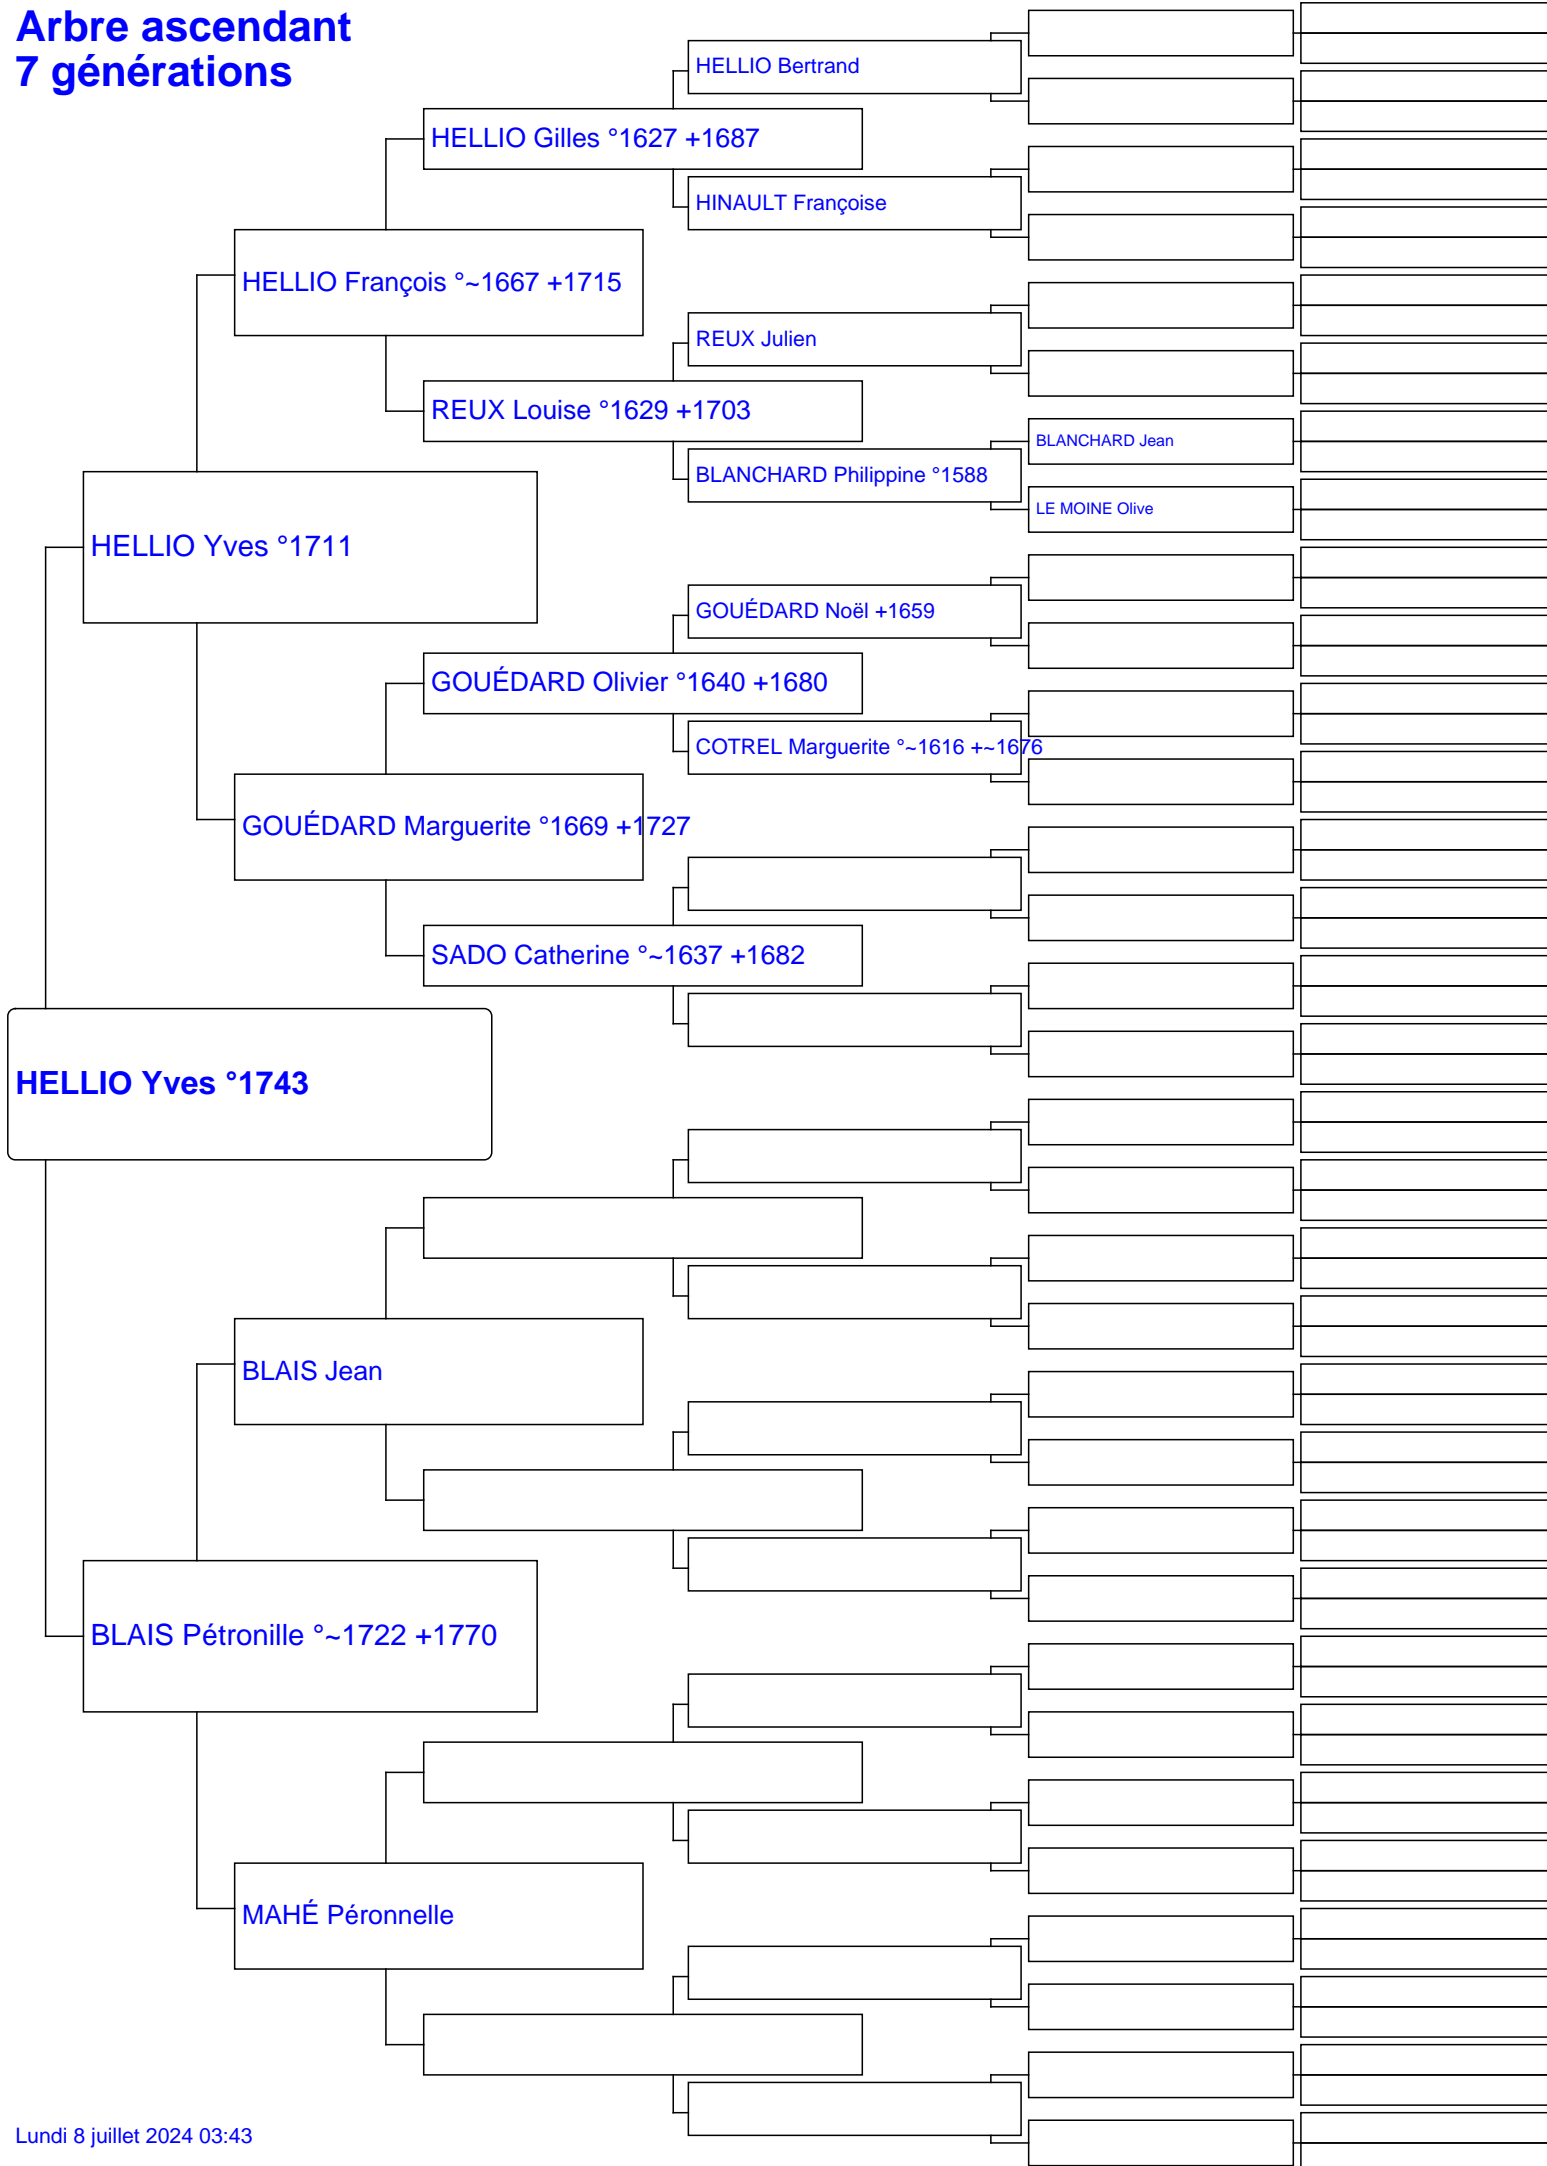 Arbre ascendant
7 générations
HELLIO Bertrand
HELLIO Gilles °1627 +1687
HINAULT Françoise
HELLIO François °~1667 +1715
REUX Julien
REUX Louise °1629 +1703
BLANCHARD Jean
BLANCHARD Philippine °1588
LE MOINE Olive
HELLIO Yves °1711
GOUÉDARD Noël +1659
GOUÉDARD Olivier °1640 +1680
COTREL Marguerite °~1616 +~1676
GOUÉDARD Marguerite °1669 +1727
SADO Catherine °~1637 +1682
HELLIO Yves °1743
BLAIS Jean
BLAIS Pétronille °~1722 +1770
MAHÉ Péronnelle
Lundi 8 juillet 2024 03:43